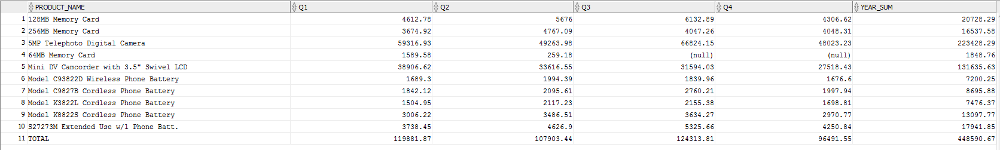 PRODUCT_NAME Q1 Q2 Q3 Q4 YEAR_SUM
1 128MB Memory Card 4612.78 5676 6132.89 4306.62 20728.29
2 256MB Memory Card 3674.92 4767.09 4047.26 4048.31 16537.58
3 5MP Telephoto Digital Camera 59316.93 49263.98 66824.15 48023.23 223428.29
4 64MB Memory Card 1589.58 259.18 (null) (null) 1848.76
5 Mini DV Camcorder with 3.5" Swivel LCD 38906.62 33616.55 31594.03 27518.43 131635.63
6 Model C93822D Wireless Phone Battery 1689.3 1994.39 1839.96 1676.6 7200.25
7 Model C9827B Cordless Phone Battery 1842.12 2095.61 2760.21 1997.94 8695.88
8 Model K3822L Cordless Phone Battery 1504.95 2117.23 2155.38 1698.81 7476.37
9 Model K8822S Cordless Phone Battery 3006.22 3486.51 3634.27 2970.77 13097.77
10 S27273M Extended Use w/l Phone Batt. 3738.45 4626.9 5325.66 4250.84 17941.85
11 TOTAL 119881.87 107903.44 124313.81 96491.55 448590.67